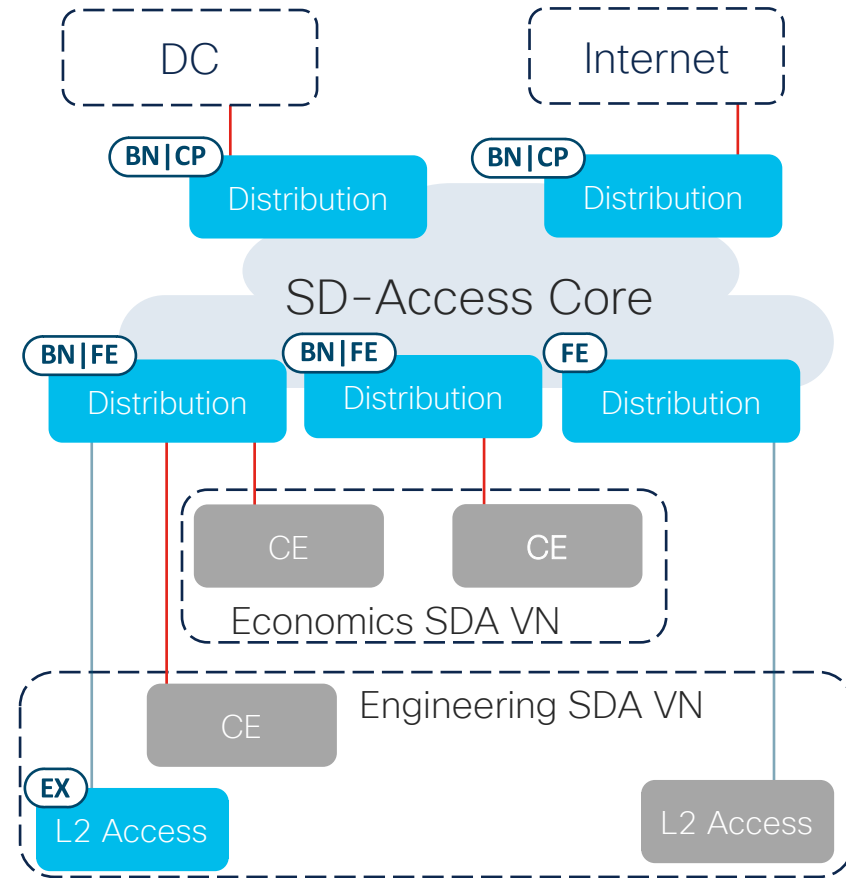 DC
Internet
BN|CP
BN|CP
Distribution
Distribution
SD-Access Core
BN|FE
BN|FE
FE
Distribution
Distribution
Distribution
CE
CE
Economics SDA VN
Engineering SDA VN
CE
EX
L2 Access
L2 Access